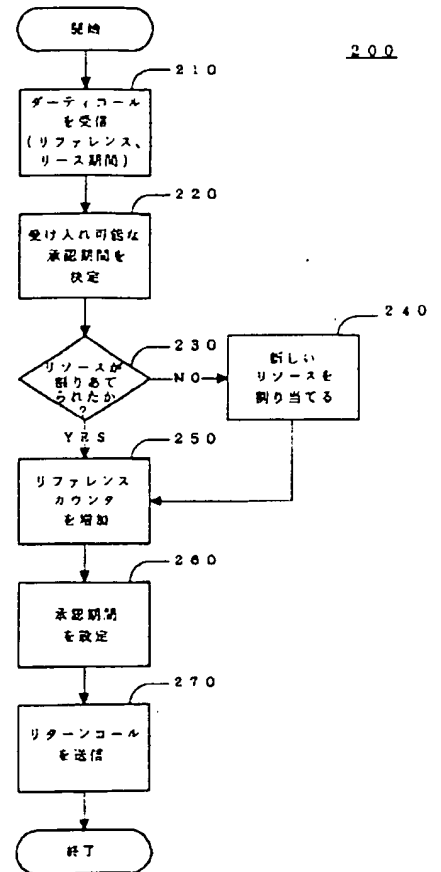 開始
２００
２１０
ダーティコール
を受信
（リファレンス、
リース期間）
２２０
受け入れ可能な
承認期間を
決定
２３０
リソースが
割りあて
られたか
？
ＮＯ
ＹＥＳ
２４０
新しい
リソースを
割り当てる
２５０
リファレンス
カウンタ
を増加
２６０
承認期間
を設定
２７０
リターンコール
を送信
終了